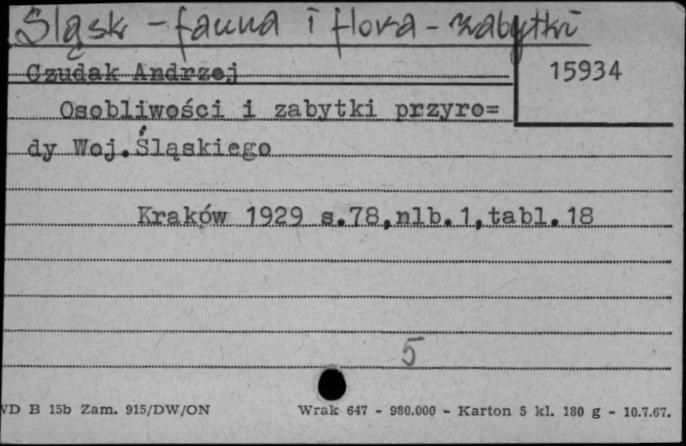 Śląsk - fauna i flora - zabytki
Czudak Andrzej
15934
Osobliwości i zabytki przyro=
dy Woj. Śląskiego
Kraków 1929 s.78,nlb.1,tabl.18
5
VD B 15b Zam. 915/DW/ON
Wrak 647 - 980.000 - Karton 5 kl. 180 g - 10.7.67.